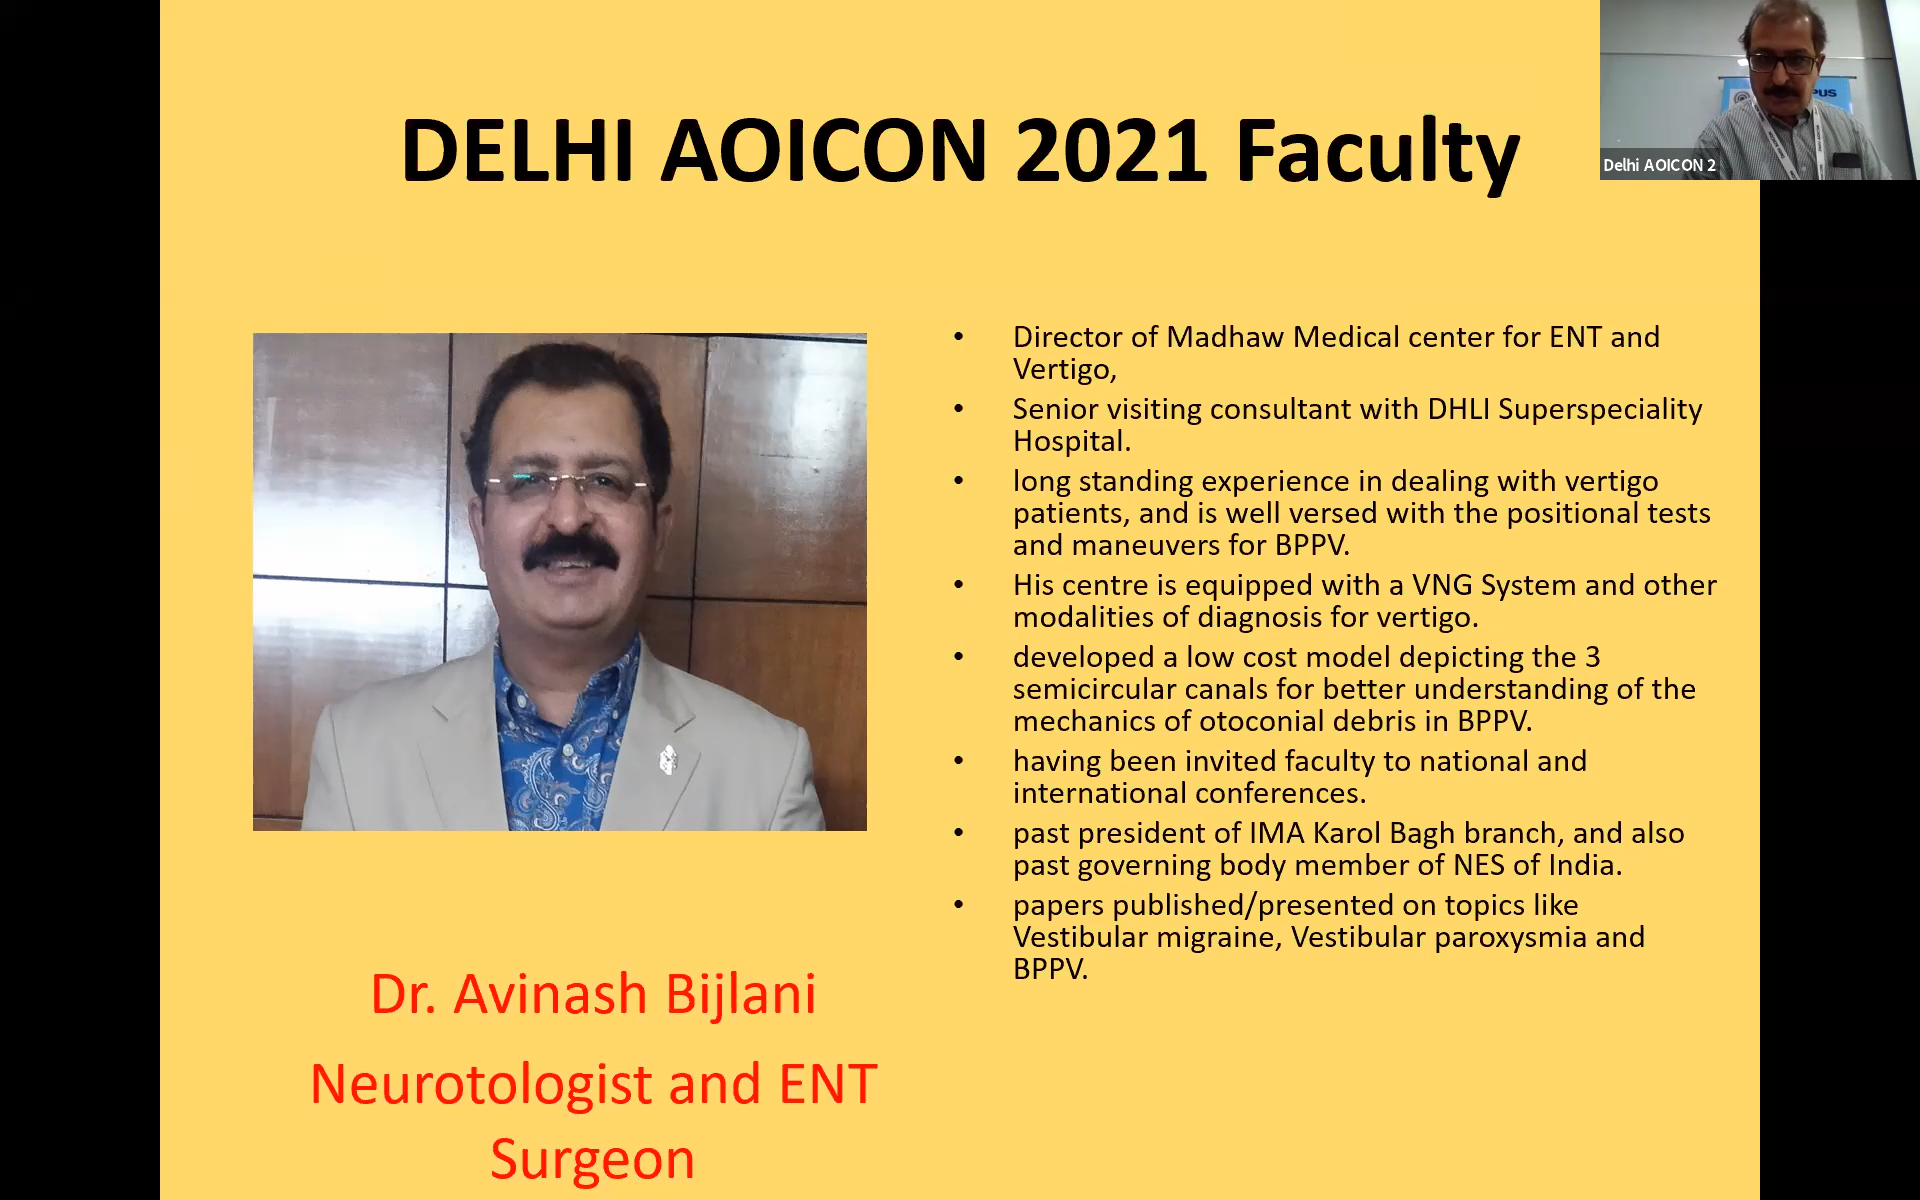 DELHI AOICON 2021 Faculty
PUS
Delhi AOICON 2
• Director of Madhaw Medical center for ENT and
Vertigo,
• Senior visiting consultant with DHLI Superspeciality
Hospital.
• long standing experience in dealing with vertigo
patients, and is well versed with the positional tests
and maneuvers for BPPV.
• His centre is equipped with a VNG System and other
modalities of diagnosis for vertigo.
• developed a low cost model depicting the 3
semicircular canals for better understanding of the
mechanics of otoconial debris in BPPV.
• having been invited faculty to national and
international conferences.
• past president of IMA Karol Bagh branch, and also
past governing body member of NES of India.
• papers published/presented on topics like
Vestibular migraine, Vestibular paroxysmia and
BPPV.
Dr. Avinash Bijlani
Neurotologist and ENT
Surgeon